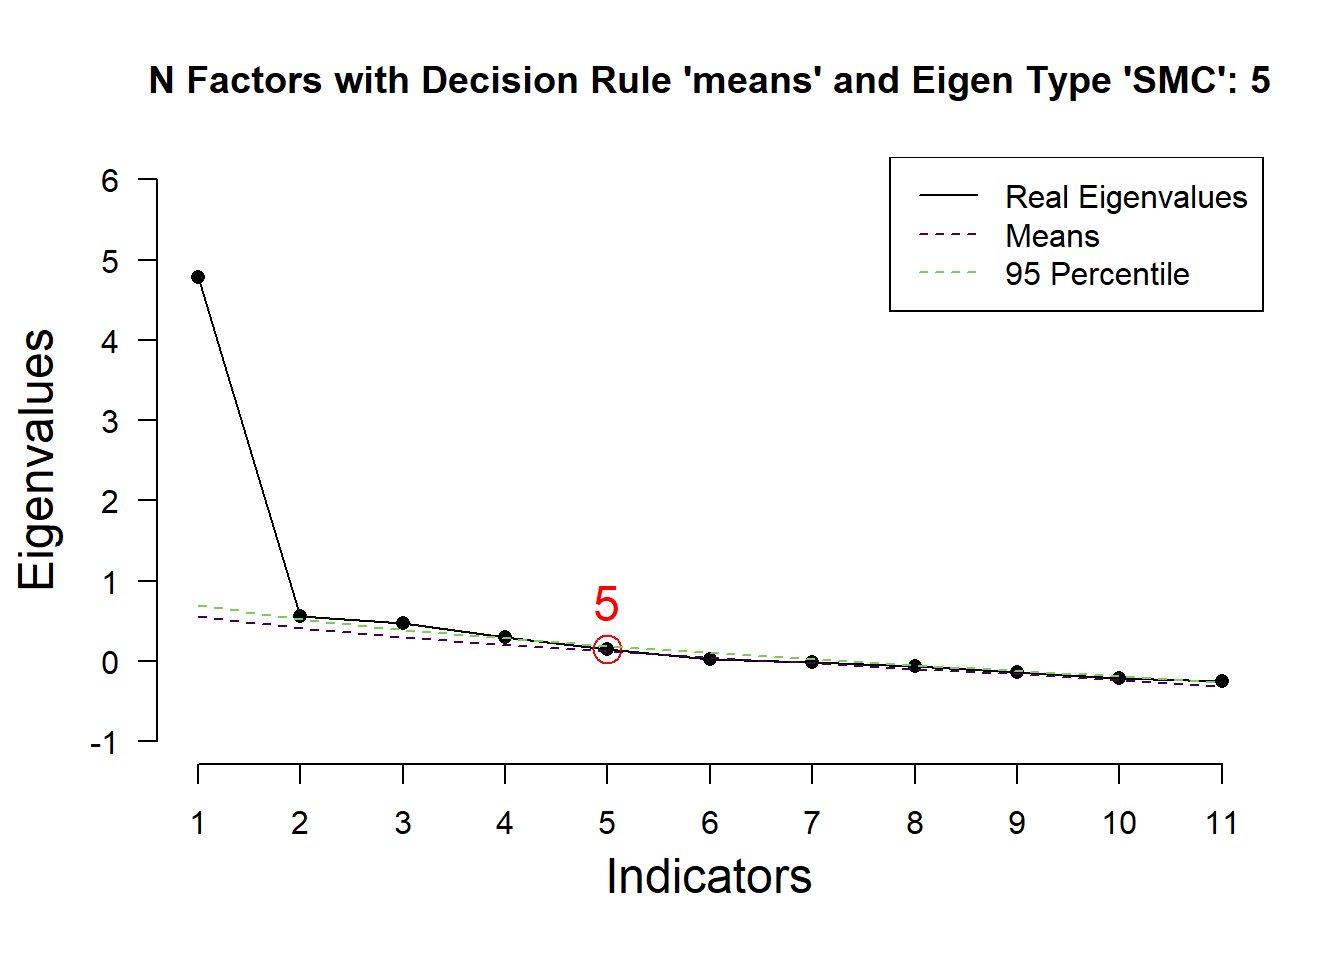 N Factors with Decision Rule 'means' and Eigen Type 'SMC': 5
Real Eigenvalues
Means
95 Percentile
Eigenvalues
6
5
4
3
2
1
0
-1
5
1 2 3 4 5 6 7 8 9 10 11
Indicators